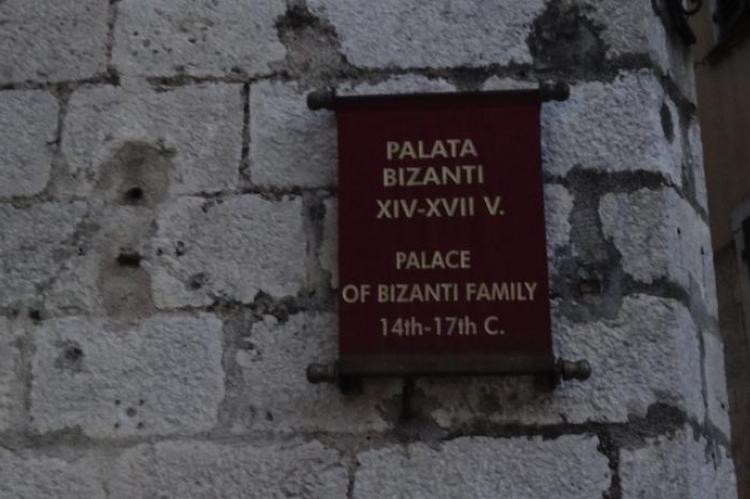 PALATA
BIZANTI
XIV-XVII V.
PALACE
OF BIZANTI FAMILY
14th-17th C.